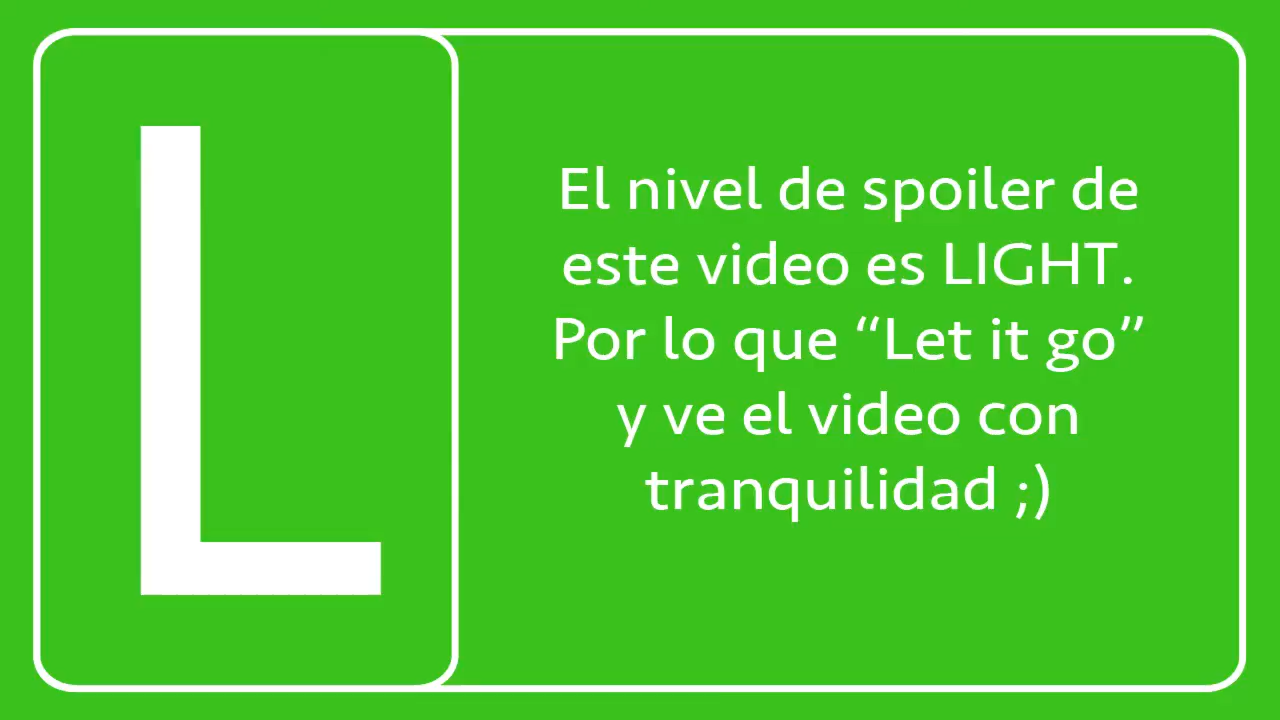 L
El nivel de spoiler de
este video es LIGHT.
Por lo que “Let it go”
y ve el video con
tranquilidad ;)